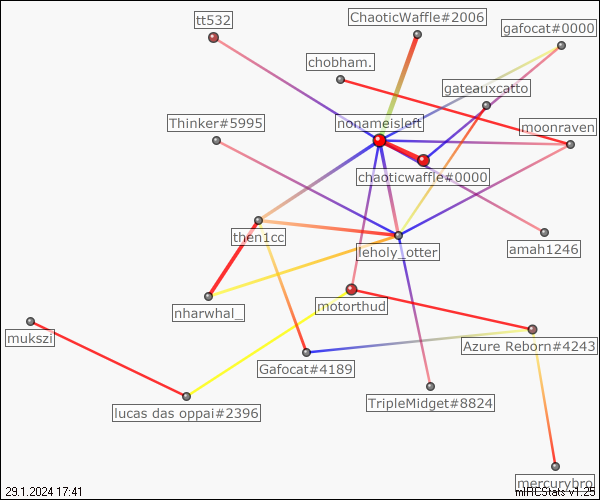 ChaoticWaffle#2006
tt532
gafocat#0000
chobham.
gateauxcatto
Thinker#5995
nonameisleft
moonraven
chaoticwaffle#0000
then1cc
leholy_otter
amah1246
nharwhal_
motorthud
mukszi
Azure Reborn#4243
Gafocat#4189
lucas das oppai#2396
TripleMidget#8824
mercurybro
29.1.2024 17:41
mIRCStats v1.25